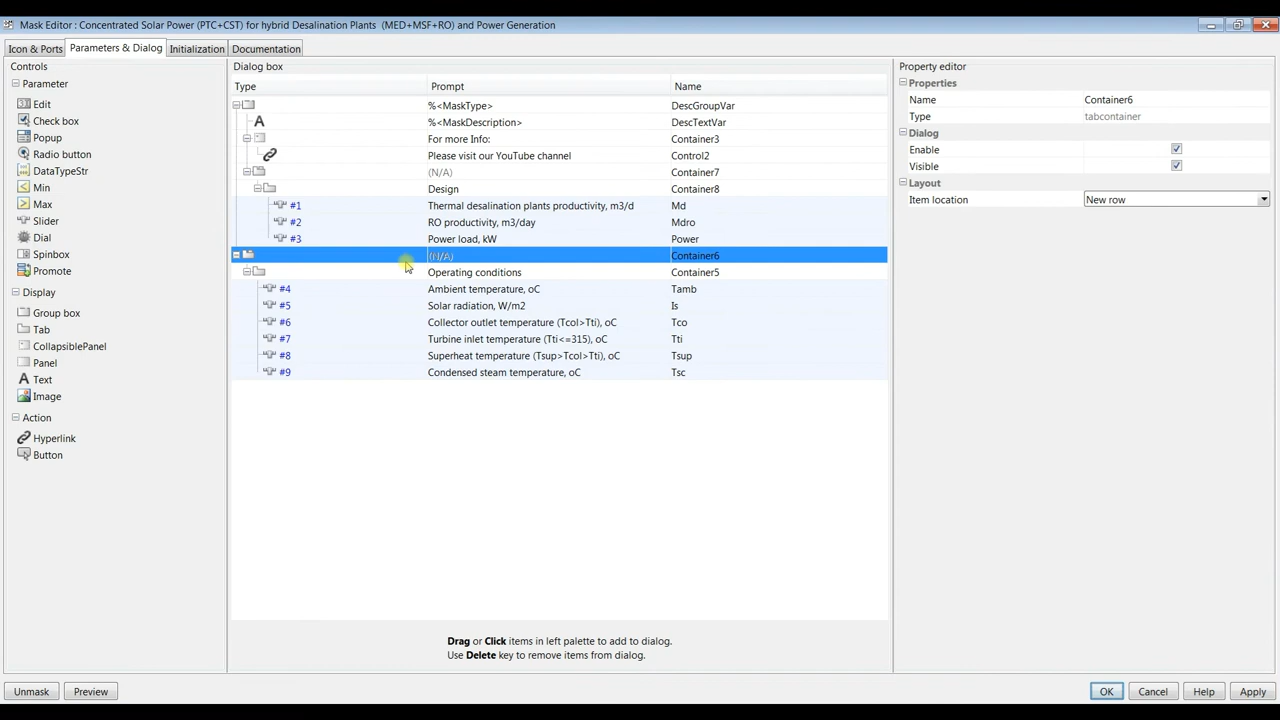 Mask Editor : Concentrated Solar Power (PTC+CST) for hybrid Desalination Plants (MED+MSF+RO) and Power Generation
Icon & Ports Parameters & Dialog Initialization Documentation
Controls
Parameter
Edit
Check box
Popup
Radio button
DataTypeStr
Min
Max
Slider
Dial
Spinbox
Promote
Display
Group box
Tab
CollapsiblePanel
Panel
Text
Image
Action
Hyperlink
Button
Dialog box
Type Prompt Name
%<MaskType> DescGroupVar
A %<MaskDescription> DescTextVar
For more Info: Container3
Please visit our YouTube channel Control2
(N/A) Container7
Design Container8
#1 Thermal desalination plants productivity, m3/d Md
#2 RO productivity, m3/day Mdro
#3 Power load, kW Power
(N/A) Container6
Operating conditions Container5
#4 Ambient temperature, oC Tamb
#5 Solar radiation, W/m2 Is
#6 Collector outlet temperature (Tcol>Tti), oC Tco
#7 Turbine inlet temperature (Tti<=315), oC Tti
#8 Superheat temperature (Tsup>Tcol>Tti), oC Tsup
#9 Condensed steam temperature, oC Tsc
Drag or Click items in left palette to add to dialog.
Use Delete key to remove items from dialog.
Property editor
Properties
Name Container6
Type tabcontainer
Dialog
Enable
Visible
Layout
Item location New row
Unmask Preview OK Cancel Help Apply